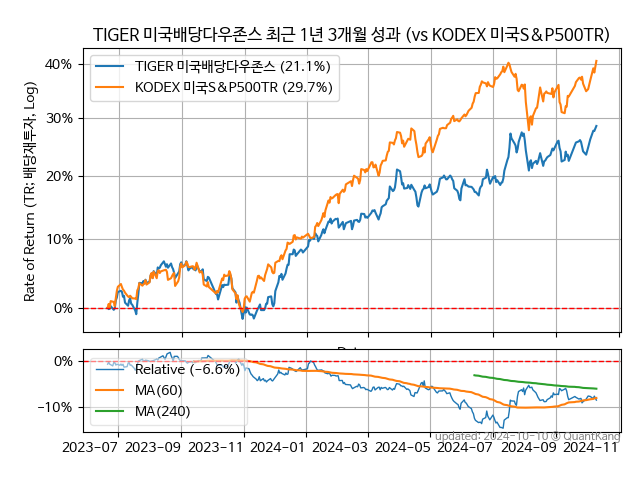 TIGER 미국배당다우존스 최근 1년 3개월 성과 (vs KODEX 미국S&P500TR)
Rate of Return (TR: 배당재투자, Log)
40%
30%
20%
10%
0%
TIGER 미국배당다우존스 (21.1%)
KODEX 미국S&P500TR (29.7%)
0%
−10%
Relative (−6.6%)
MA(60)
MA(240)
updated: 2024-10-10 © QuantKang
2023-07 2023-09 2023-11 2024-01 2024-03 2024-05 2024-07 2024-09 2024-11